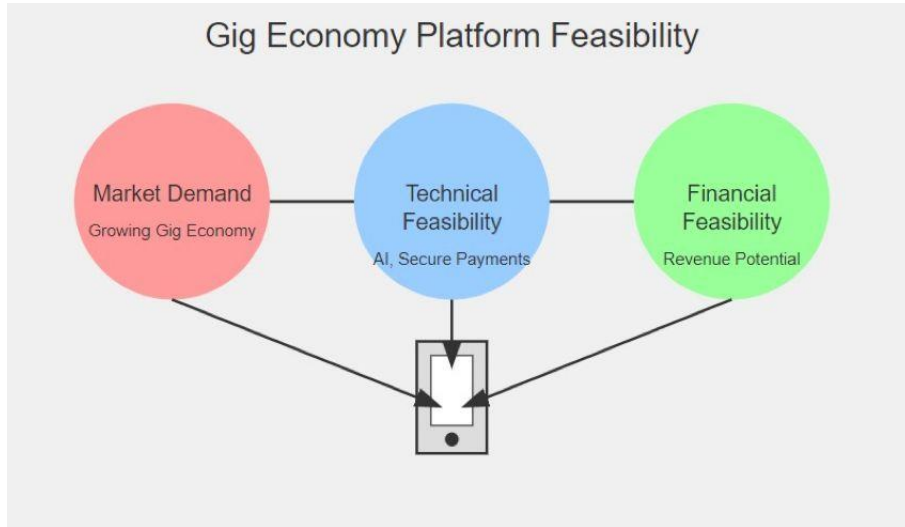 Gig Economy Platform Feasibility
Market Demand
Growing Gig Economy
Technical
Feasibility
AI, Secure Payments
Financial
Feasibility
Revenue Potential